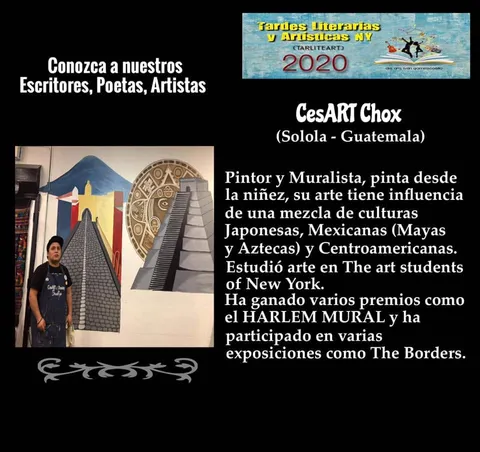 Tardes Literarias
y Artísticas NY
(TARLITEART)
2020
Conozca a nuestros
Escritores, Poetas, Artistas
CesART Chox
(Solola - Guatemala)
Pintor y Muralista, pinta desde
la niñez, su arte tiene influencia
de una mezcla de culturas
Japonesas, Mexicanas (Mayas
y Aztecas) y Centroamericanas.
Estudió arte en The art students
of New York.
Ha ganado varios premios como
el HARLEM MURAL y ha
participado en varias
exposiciones como The Borders.